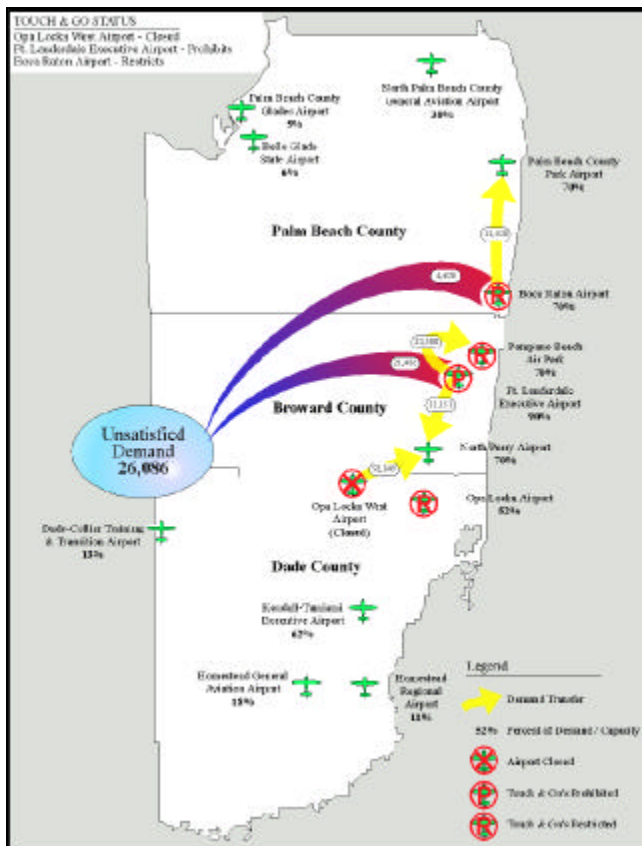 TOUCH & GO STATUS
Opa Locka West Airport - Closed
Ft. Lauderdale Executive Airport - Prohibits
Boca Raton Airport - Restricts
North Palm Beach County
General Aviation Airport
Palm Beach County
Glades Airport
5%
Belle Glade
State Airport
6%
Palm Beach County
Park Airport
70%
Palm Beach County
Boca Raton Airport
70%
Pompano Beach
Air Park
70%
Ft. Lauderdale
Executive Airport
90%
Broward County
Unsatisfied
Demand
26,086
North Perry Airport
70%
Opa Locka West
Airport
(Closed)
Opa Locka Airport
52%
Dade-Collier Training
& Transition Airport
13%
Dade County
Kendall-Tamiami
Executive Airport
62%
Homestead General
Aviation Airport
18%
Homestead
Regional
Airport
11%
Legend
Demand Transfer
52% Percent of Demand / Capacity
Airport Closed
P
Touch & Go's Prohibited
R
Touch & Go's Restricted